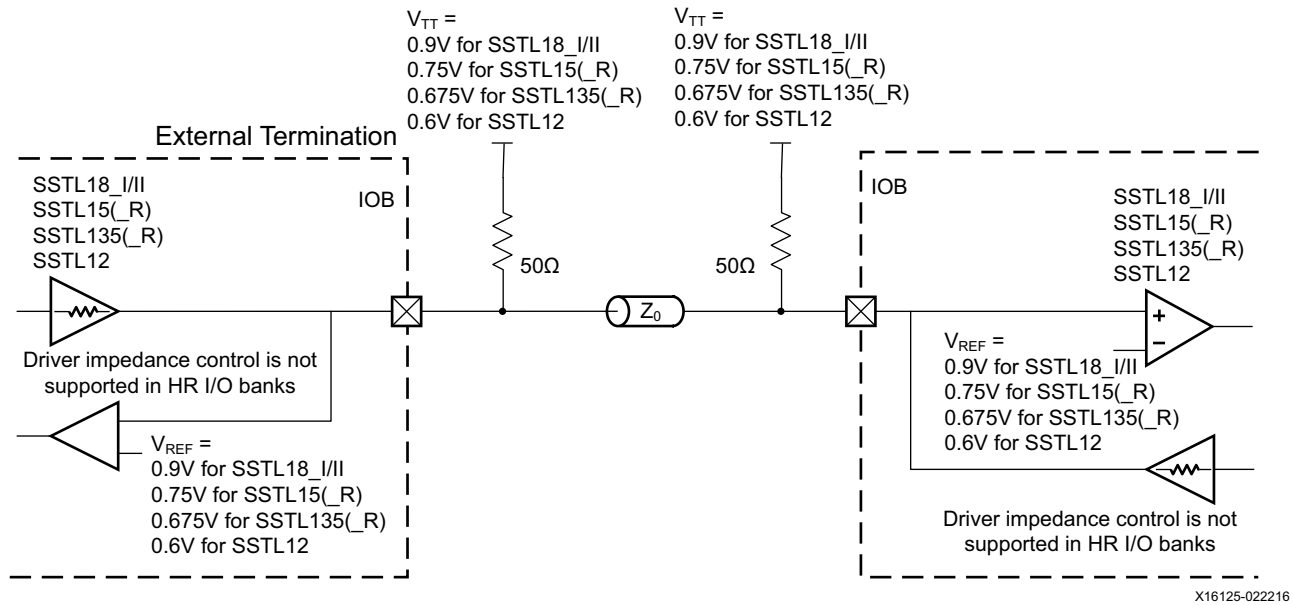 V_TT =
0.9V for SSTL18_I/II
0.75V for SSTL15(_R)
0.675V for SSTL135(_R)
0.6V for SSTL12
V_TT =
0.9V for SSTL18_I/II
0.75V for SSTL15(_R)
0.675V for SSTL135(_R)
0.6V for SSTL12
External Termination
IOB
SSTL18_I/II
SSTL15(_R)
SSTL135(_R)
SSTL12
50Ω
50Ω
Z_0
IOB
SSTL18_I/II
SSTL15(_R)
SSTL135(_R)
SSTL12
+
–
Driver impedance control is not
supported in HR I/O banks
V_REF =
0.9V for SSTL18_I/II
0.75V for SSTL15(_R)
0.675V for SSTL135(_R)
0.6V for SSTL12
V_REF =
0.9V for SSTL18_I/II
0.75V for SSTL15(_R)
0.675V for SSTL135(_R)
0.6V for SSTL12
Driver impedance control is not
supported in HR I/O banks
X16125-022216